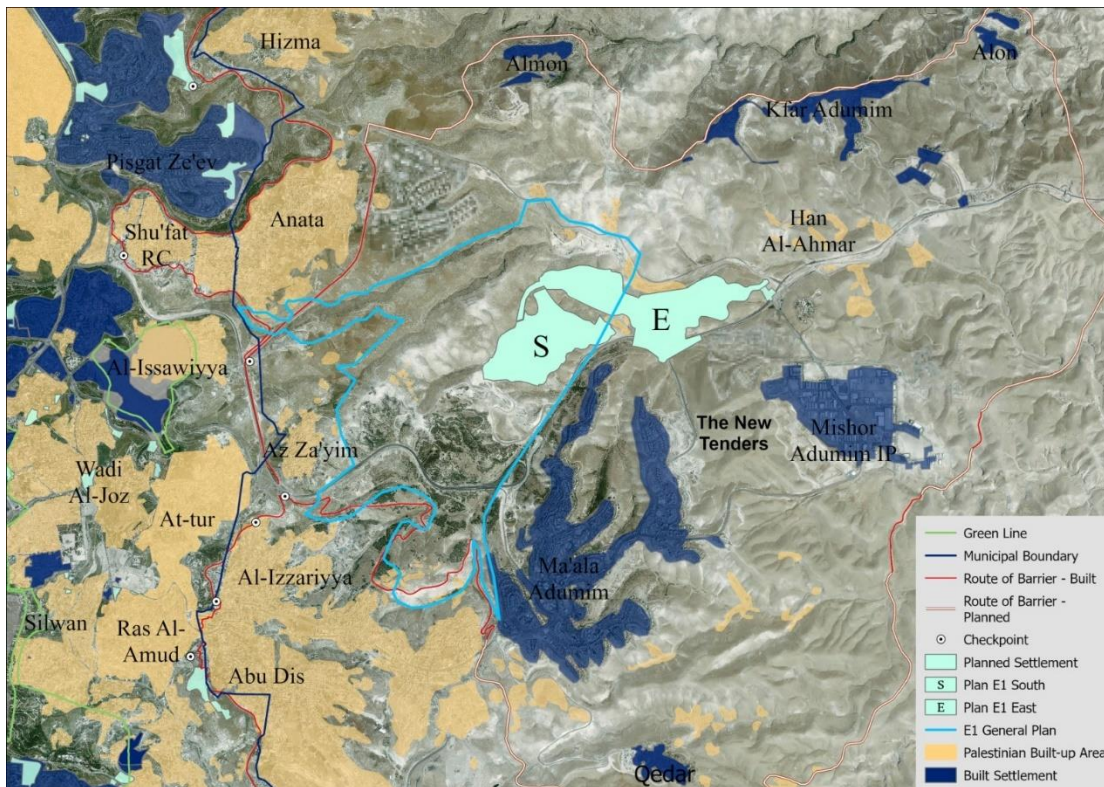 Hizma
Almon
Alon
Kfar Adumim
Pisgat Ze'ev
Anata
Shu'fat
RC
Han
Al-Ahmar
S
E
Al-Issawiyya
The New
Tenders
Mishor
Adumim IP
Az Za'yim
Wadi
Al-Joz
At-tur
Ma'ala
Adumim
Al-Izzariyya
Silwan
Ras Al-
Amud
Abu Dis
Qedar
Green Line
Municipal Boundary
Route of Barrier - Built
Route of Barrier -
Planned
Checkpoint
Planned Settlement
S Plan E1 South
E Plan E1 East
E1 General Plan
Palestinian Built-up Area
Built Settlement